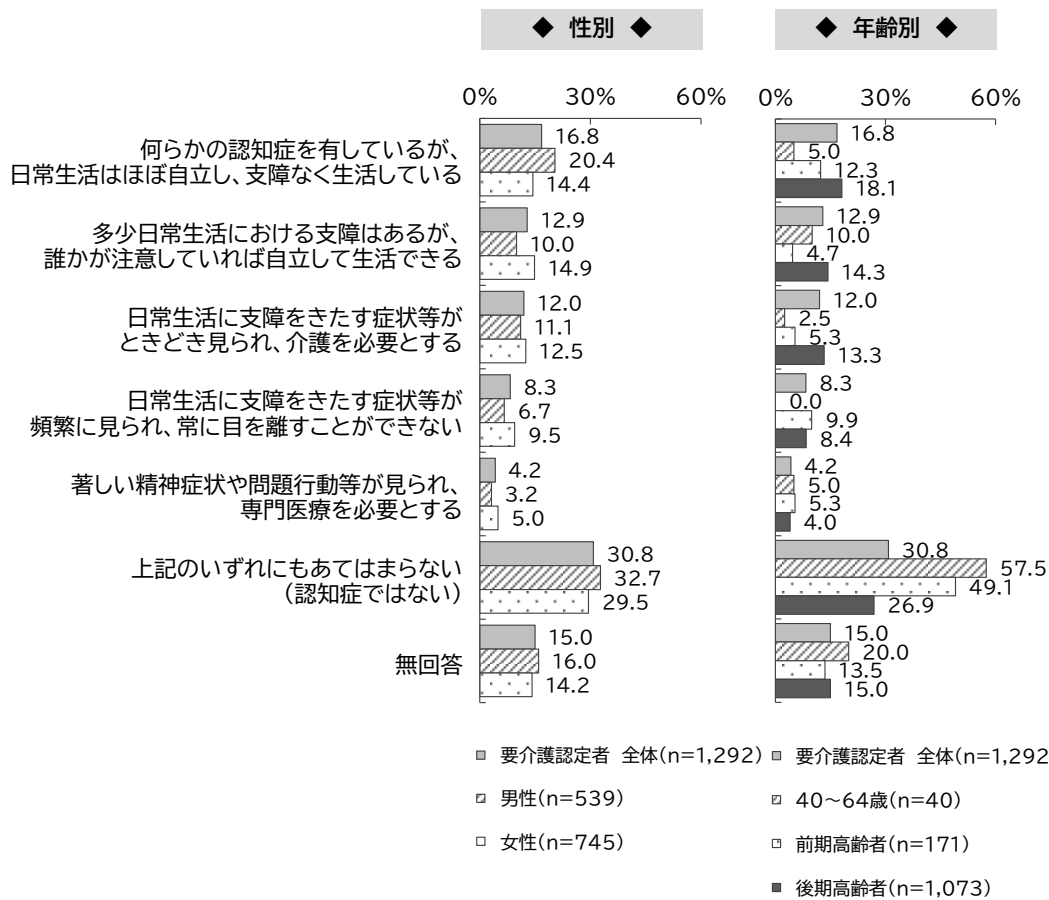 ◆ 性別 ◆
◆ 年齢別 ◆
0% 30% 60%
0% 30% 60%
何らかの認知症を有しているが、
日常生活はほぼ自立し、支障なく生活している
16.8
20.4
14.4
16.8
5.0
12.3
18.1
多少日常生活における支障はあるが、
誰かが注意していれば自立して生活できる
12.9
10.0
14.9
12.9
10.0
4.7
14.3
日常生活に支障をきたす症状等が
ときどき見られ、介護を必要とする
12.0
11.1
12.5
12.0
2.5
5.3
13.3
日常生活に支障をきたす症状等が
頻繁に見られ、常に目を離すことができない
8.3
6.7
9.5
8.3
0.0
9.9
8.4
著しい精神症状や問題行動等が見られ、
専門医療を必要とする
4.2
3.2
5.0
4.2
5.0
5.3
4.0
上記のいずれにもあてはまらない
（認知症ではない）
30.8
32.7
29.5
30.8
57.5
49.1
26.9
無回答
15.0
16.0
14.2
15.0
20.0
13.5
15.0
要介護認定者 全体(n=1,292)
男性(n=539)
女性(n=745)
要介護認定者 全体(n=1,292
40～64歳(n=40)
前期高齢者(n=171)
後期高齢者(n=1,073)